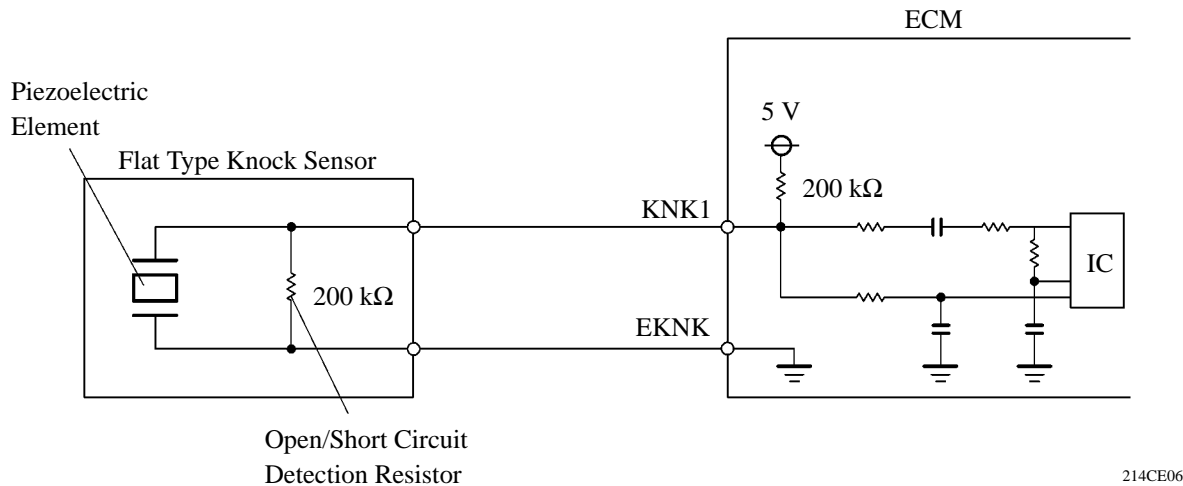 ECM
Piezoelectric
Element
5 V
Flat Type Knock Sensor
200 kΩ
KNK1
IC
200 kΩ
EKNK
Open/Short Circuit
Detection Resistor
214CE06